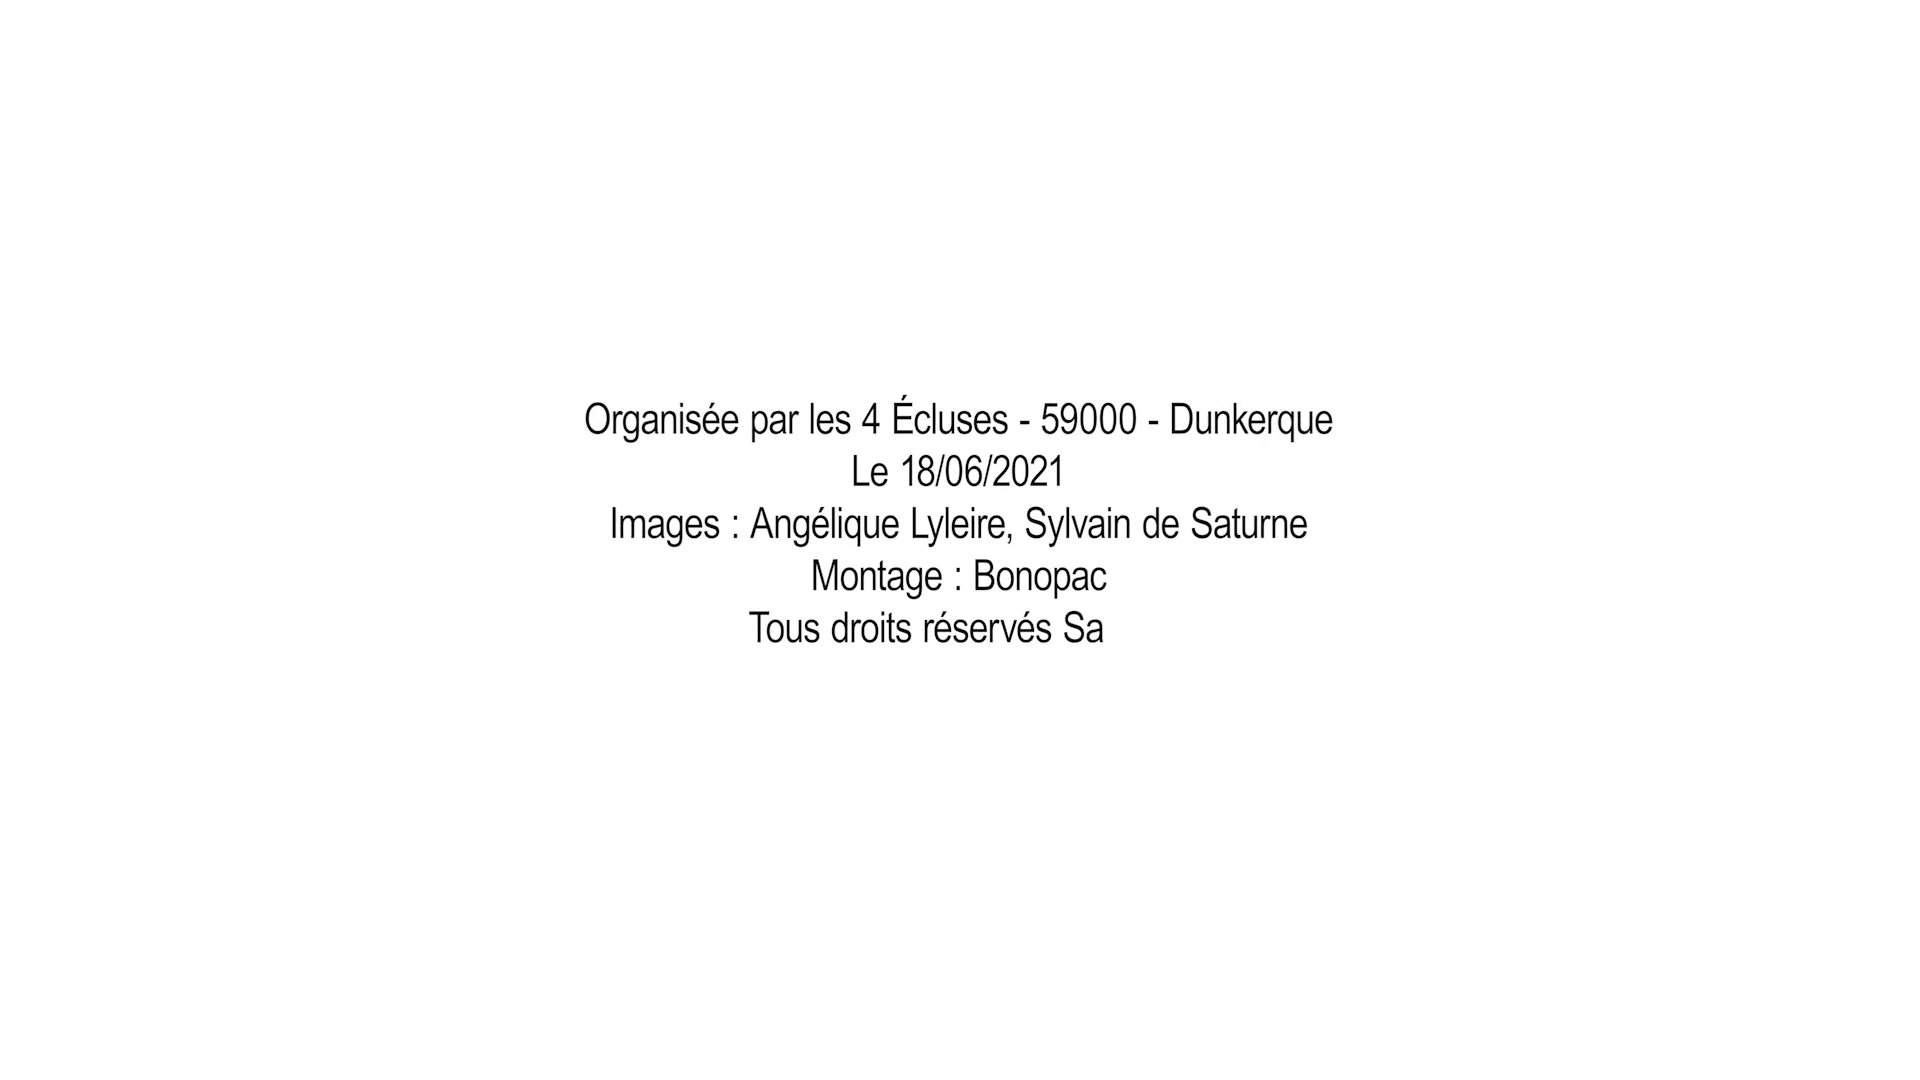 Organisée par les 4 Écluses - 59000 - Dunkerque
Le 18/06/2021
Images : Angélique Lyleire, Sylvain de Saturne
Montage : Bonopac
Tous droits réservés Sa